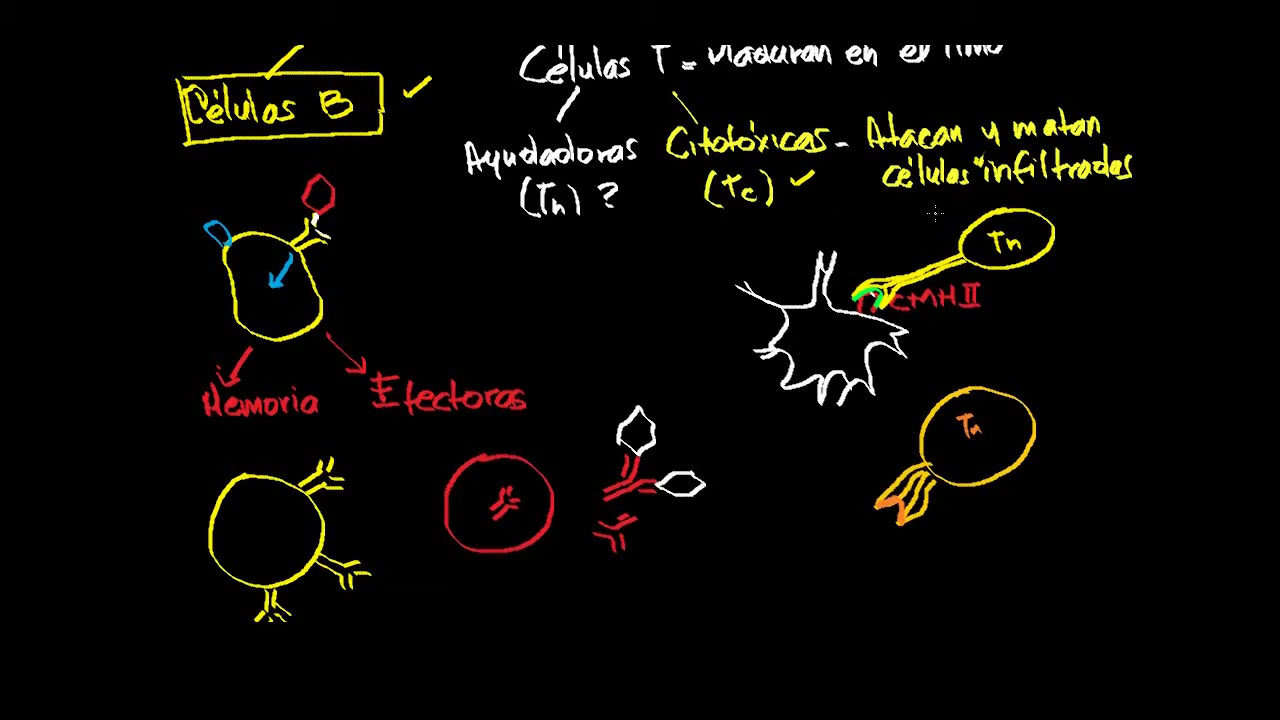 Células T = Maduran en el timo
Células B
Ayudadoras
(Th) ?
Citotóxicas - Atacan y matan
células "infiltradas
(Tc)
Th
CMH II
Memoria
Efectoras
Th